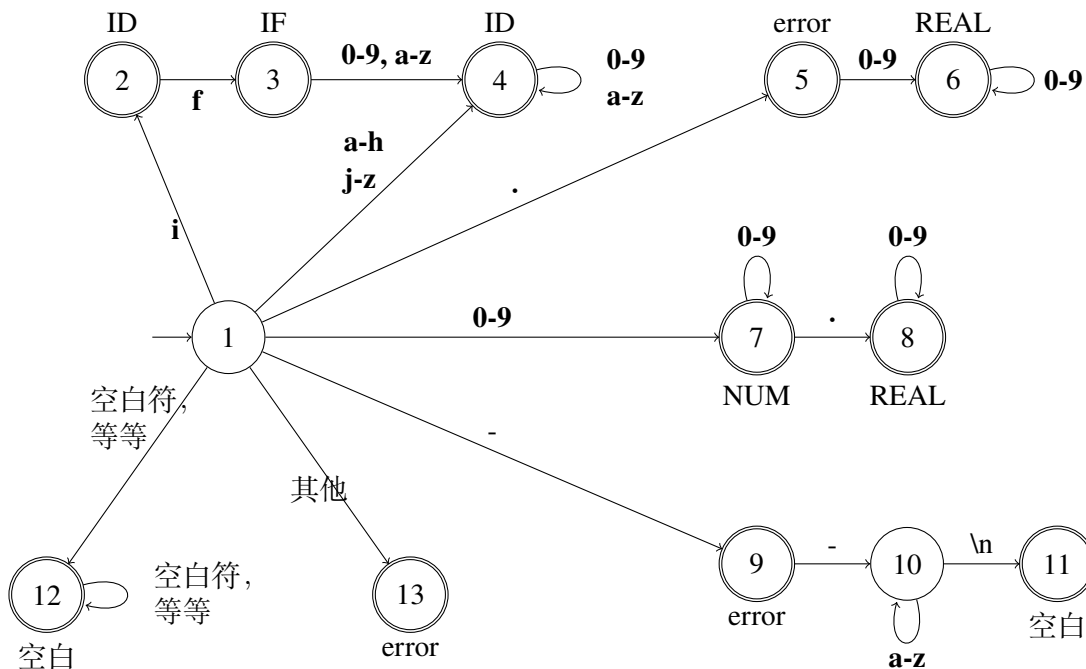 ID
IF
ID
error
REAL
2
f
3
0-9, a-z
4
0-9
a-z
5
0-9
6
0-9
a-h
j-z
.
i
0-9
0-9
1
0-9
7
.
8
NUM
REAL
空白符,
等等
-
其他
12
空白符,
等等
空白
13
error
9
-
10
\n
11
error
空白
a-z